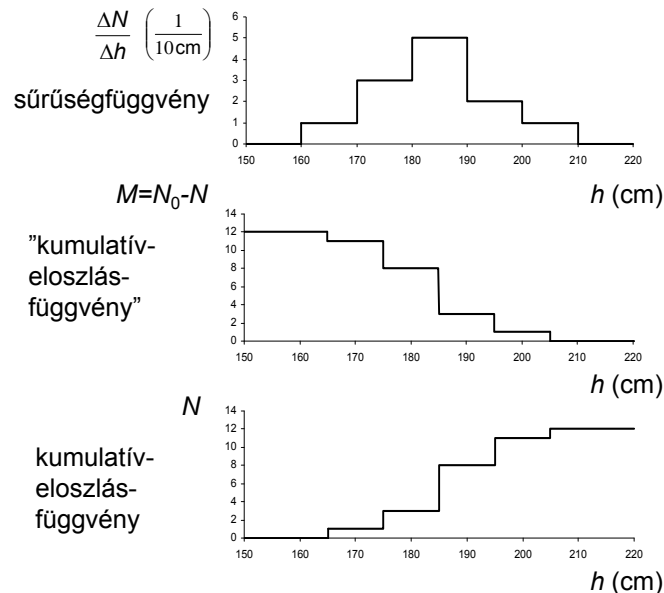 ΔN/Δh (1/10 cm)
sűrűségfüggvény
6
5
4
3
2
1
0
150 160 170 180 190 200 210 220
h (cm)
M=N₀-N
”kumulatív-
eloszlás-
függvény”
14
12
10
8
6
4
2
0
150 160 170 180 190 200 210 220
h (cm)
N
kumulatív-
eloszlás-
függvény
14
12
10
8
6
4
2
0
150 160 170 180 190 200 210 220
h (cm)